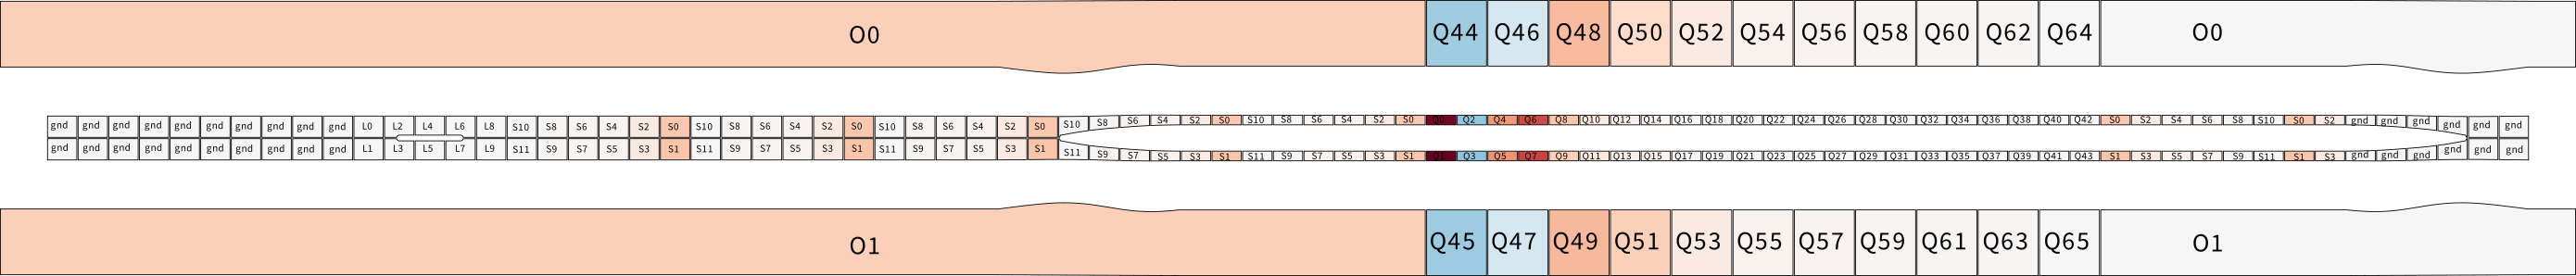 O0 Q44 Q46 Q48 Q50 Q52 Q54 Q56 Q58 Q60 Q62 Q64 O0
gnd gnd gnd gnd gnd gnd gnd gnd gnd gnd L0 L2 L4 L6 L8 S10 S8 S6 S4 S2 S0 S10 S8 S6 S4 S2 S0 S10 S8 S6 S4 S2 S0 S10 S8 S6 S4 S2 S0 S10 S8 S6 S4 S2 S0 Q0 Q2 Q4 Q6 Q8 Q10 Q12 Q14 Q16 Q18 Q20 Q22 Q24 Q26 Q28 Q30 Q32 Q34 Q36 Q38 Q40 Q42 S0 S2 S4 S6 S8 S10 S0 S2 gnd gnd gnd gnd gnd gnd
gnd gnd gnd gnd gnd gnd gnd gnd gnd gnd L1 L3 L5 L7 L9 S11 S9 S7 S5 S3 S1 S11 S9 S7 S5 S3 S1 S11 S9 S7 S5 S3 S1 S11 S9 S7 S5 S3 S1 S11 S9 S7 S5 S3 S1 Q1 Q3 Q5 Q7 Q9 Q11 Q13 Q15 Q17 Q19 Q21 Q23 Q25 Q27 Q29 Q31 Q33 Q35 Q37 Q39 Q41 Q43 S1 S3 S5 S7 S9 S11 S1 S3 gnd gnd gnd gnd gnd gnd
O1 Q45 Q47 Q49 Q51 Q53 Q55 Q57 Q59 Q61 Q63 Q65 O1